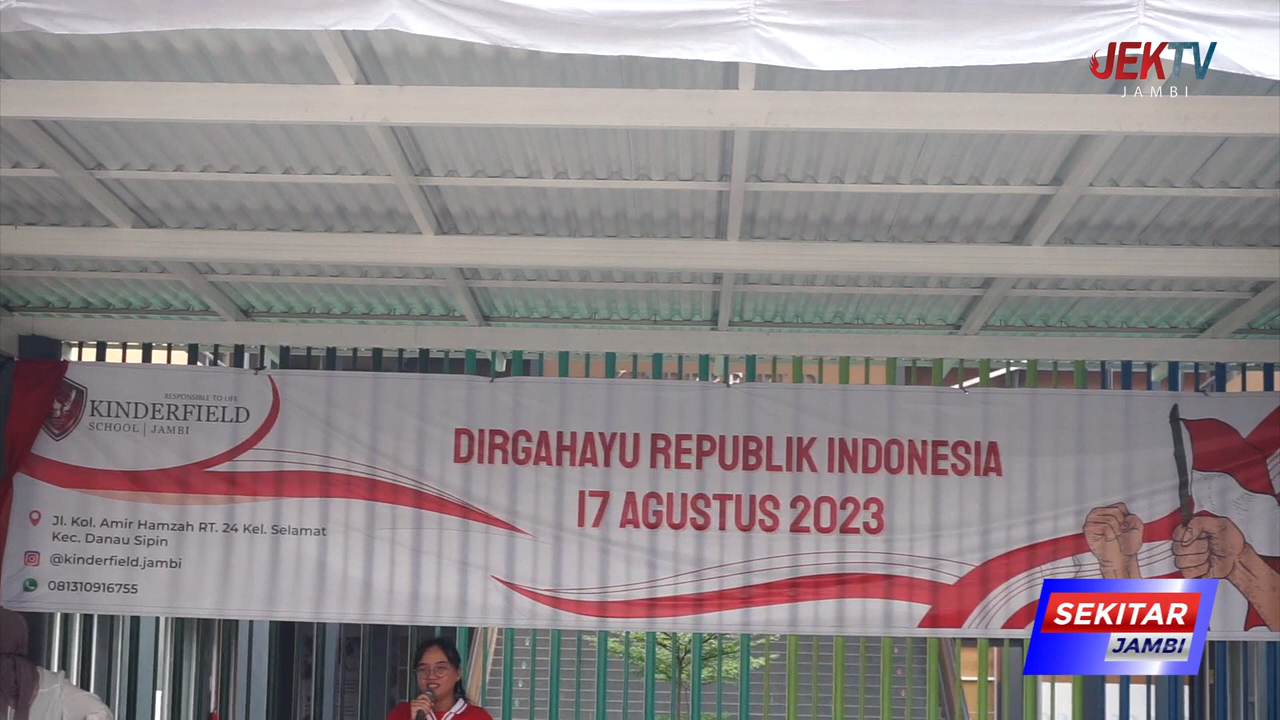 JEKTV
JAMBI
RESPONSIBLE TO LIFE
KINDERFIELD
SCHOOL | JAMBI
DIRGAHAYU REPUBLIK INDONESIA
17 AGUSTUS 2023
Jl. Kol. Amir Hamzah RT. 24 Kel. Selamat
Kec. Danau Sipin
@kinderfield.jambi
081310916755
SEKITAR
JAMBI